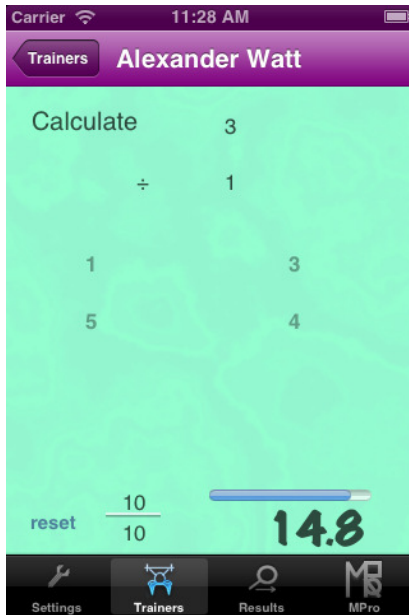 Carrier 11:28 AM
Trainers Alexander Watt
Calculate 3
÷ 1
1 3
5 4
10
reset 14.8
10
Settings Trainers Results MPro